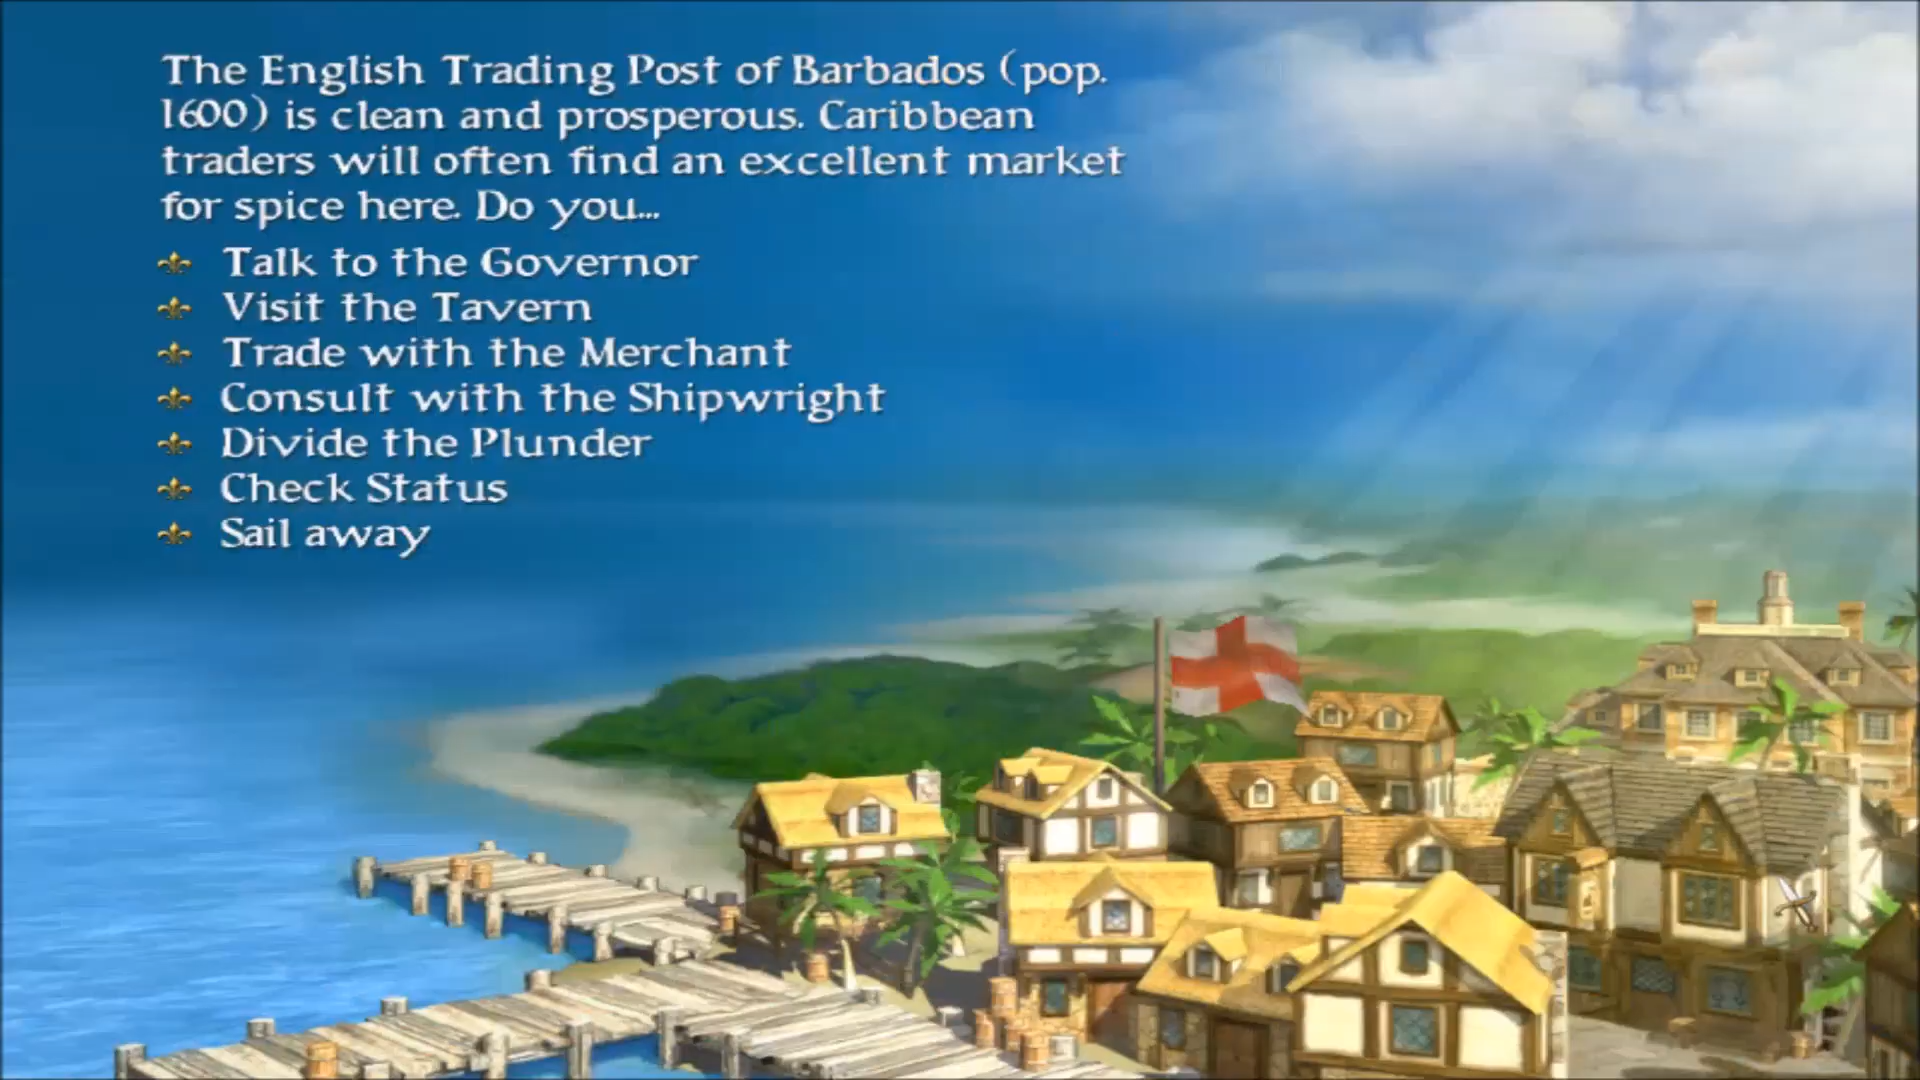 The English Trading Post of Barbados (pop.
1600) is clean and prosperous. Caribbean
traders will often find an excellent market
for spice here. Do you...
Talk to the Governor
Visit the Tavern
Trade with the Merchant
Consult with the Shipwright
Divide the Plunder
Check Status
Sail away